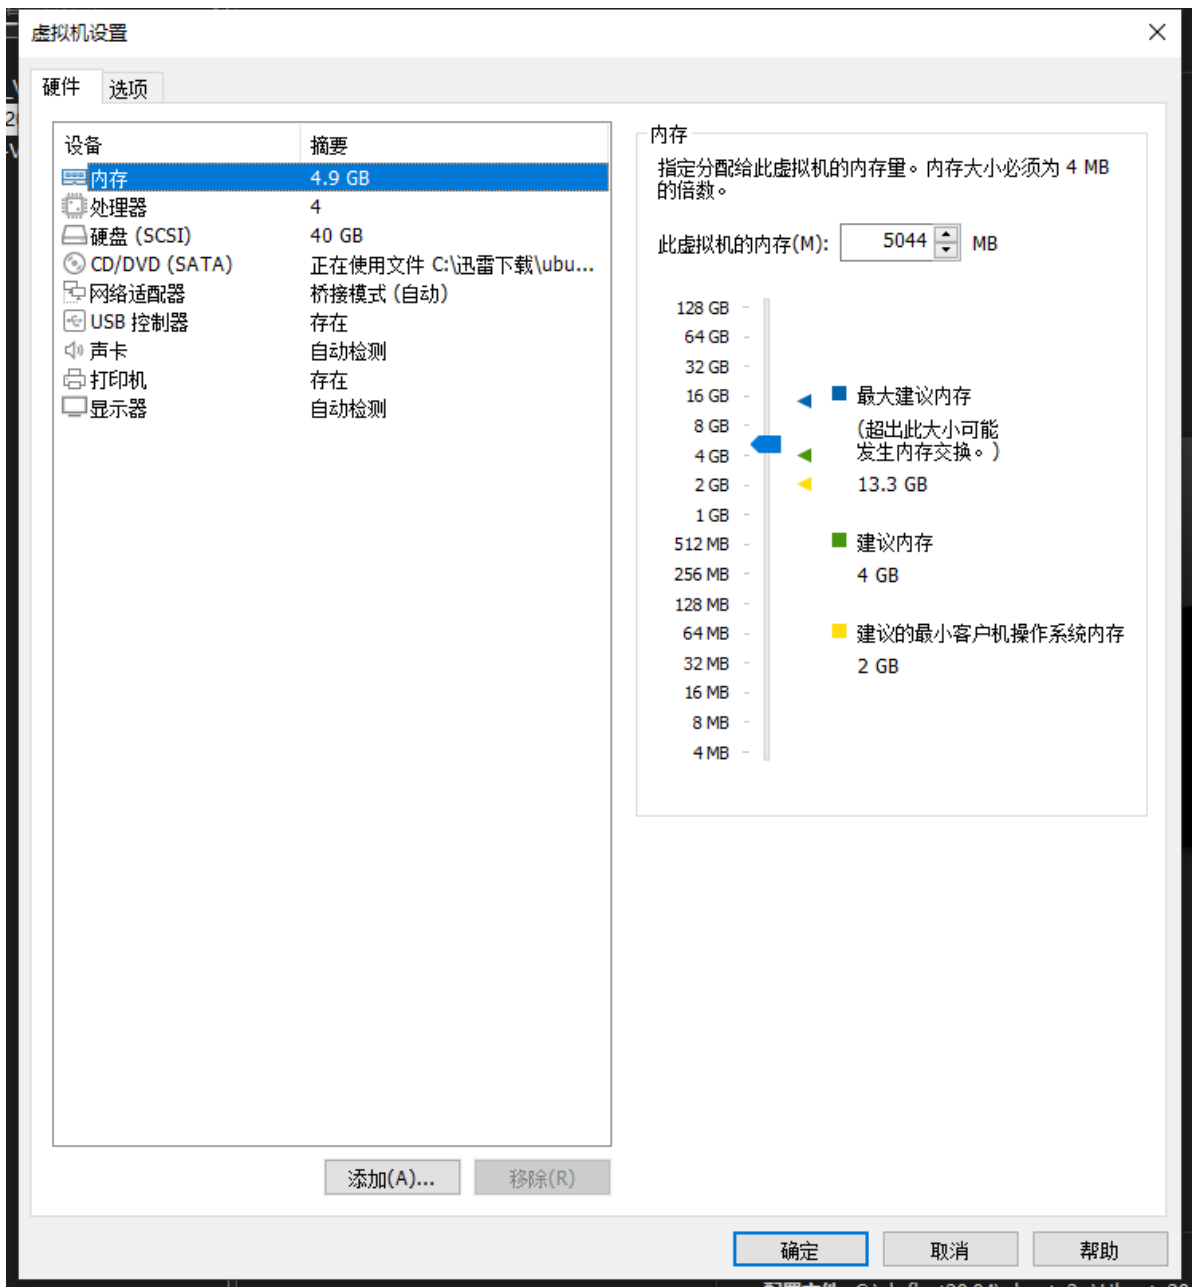 虚拟机设置
硬件 选项
设备 摘要
内存 4.9 GB
处理器 4
硬盘 (SCSI) 40 GB
CD/DVD (SATA) 正在使用文件 C:\迅雷下载\ubu...
网络适配器 桥接模式 (自动)
USB 控制器 存在
声卡 自动检测
打印机 存在
显示器 自动检测
添加(A)... 移除(R)
内存
指定分配给此虚拟机的内存量。内存大小必须为 4 MB
的倍数。
此虚拟机的内存(M): 5044 MB
128 GB
64 GB
32 GB
16 GB
8 GB
4 GB
2 GB
1 GB
512 MB
256 MB
128 MB
64 MB
32 MB
16 MB
8 MB
4 MB
最大建议内存
(超出此大小可能
发生内存交换。)
13.3 GB
建议内存
4 GB
建议的最小客户机操作系统内存
2 GB
确定 取消 帮助